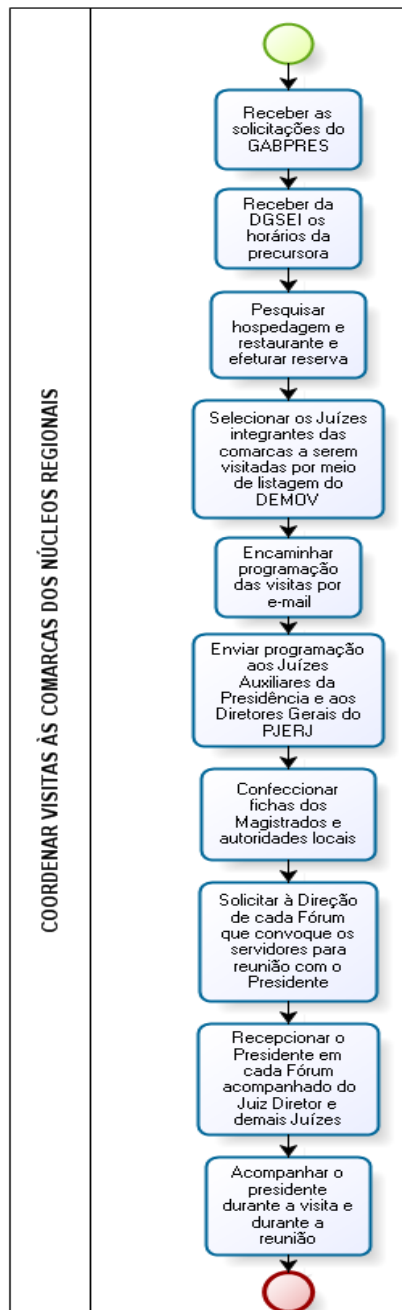 COORDENAR VISITAS ÀS COMARCAS DOS NÚCLEOS REGIONAIS
Receber as
solicitações do
GABPRES
Receber da
DGSEI os
horários da
precursora
Pesquisar
hospedagem e
restaurante e
efeturar reserva
Selecionar os Juízes
integrantes das
comarcas a serem
visitadas por meio
de listagem do
DEMOV
Encaminhar
programação
das visitas por
e-mail
Enviar programação
aos Juízes
Auxiliares da
Presidência e aos
Diretores Gerais do
PJERJ
Confeccionar
fichas dos
Magistrados e
autoridades locais
Solicitar à Direção
de cada Fórum
que convoque os
servidores para
reunião com o
Presidente
Recepcionar o
Presidente em
cada Fórum
acompanhado do
Juiz Diretor e
demais Juízes
Acompanhar o
presidente
durante a visita e
durante a
reunião